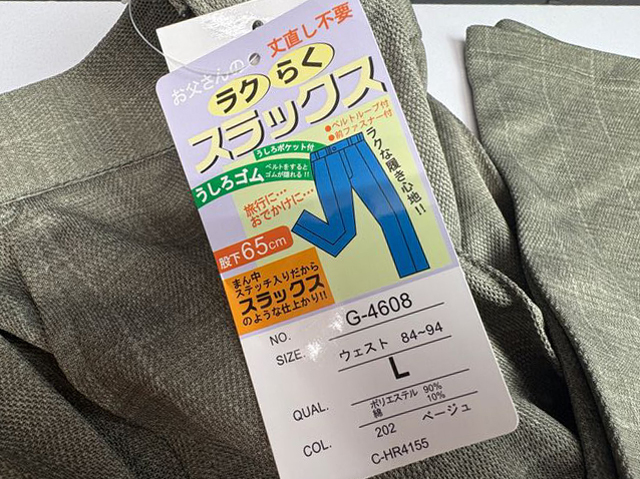 丈直し不要
お父さんの
ラクらく
スラックス
●ベルトループ付
●前ファスナー付
うしろポケット付
うしろゴム
ベルトをすると
ゴムが隠れる!!
ラクな履き心地!!
旅行に…
おでかけに…
股下65cm
まん中
ステッチ入りだから
スラックス
のような仕上がり!!
NO. G-4608
SIZE. ウェスト 84~94
L
QUAL. ポリエステル 90%
綿 10%
COL. 202 ベージュ
C-HR4155